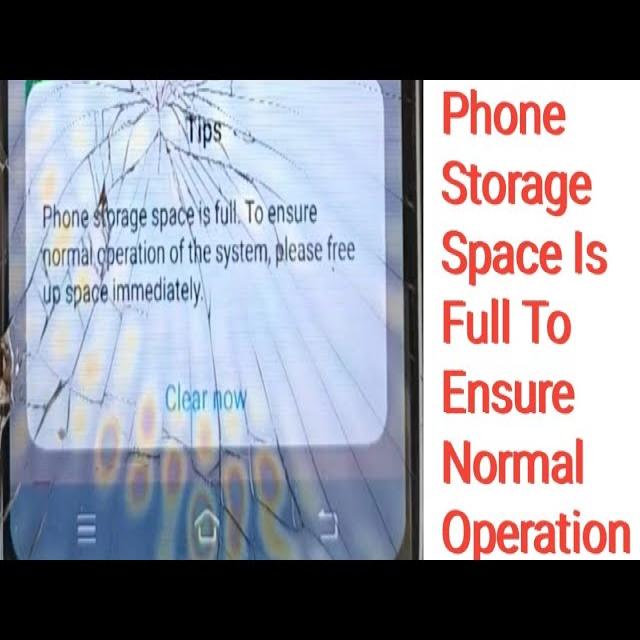 Tips
Phone storage space is full. To ensure
normal operation of the system, please free
up space immediately.
Clear now
Phone
Storage
Space Is
Full To
Ensure
Normal
Operation